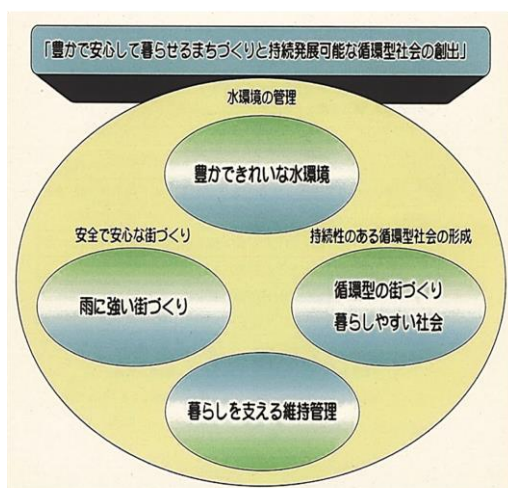 「豊かで安心して暮らせるまちづくりと持続発展可能な循環型社会の創出」
水環境の管理
豊かできれいな水環境
安全で安心な街づくり
持続性のある循環型社会の形成
雨に強い街づくり
循環型の街づくり
暮らしやすい社会
暮らしを支える維持管理